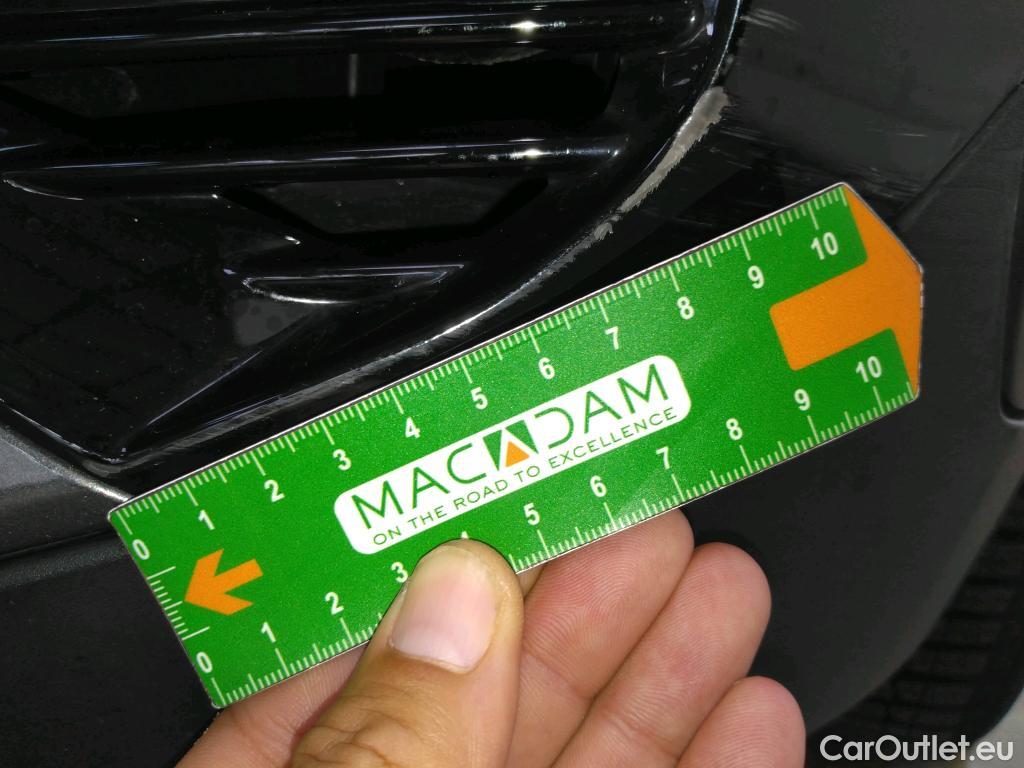 0 1 2 3 4 5 6 7 8 9 10
MACADAM
ON THE ROAD TO EXCELLENCE
0 1 2 3 4 5 6 7 8 9 10
CarOutlet.eu